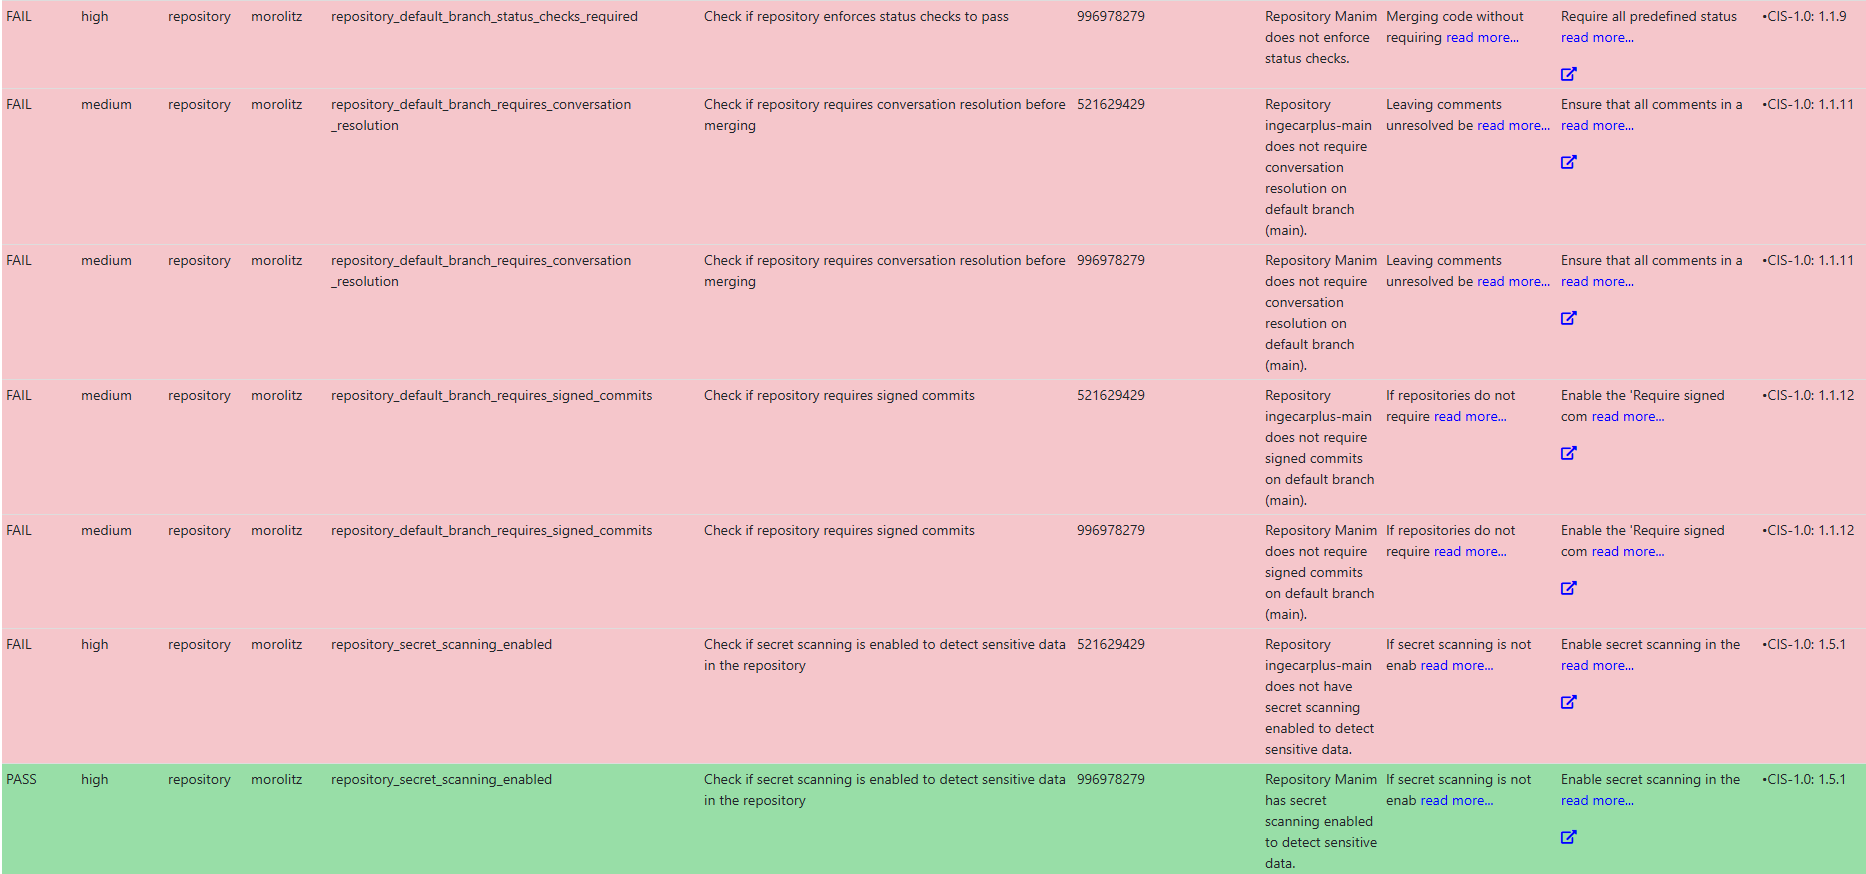 FAIL high repository morolitz repository_default_branch_status_checks_required Check if repository enforces status checks to pass 996978279 Repository Manim Merging code without Require all predefined status •CIS-1.0: 1.1.9
does not enforce requiring read more... read more...
status checks.
FAIL medium repository morolitz repository_default_branch_requires_conversation Check if repository requires conversation resolution before 521629429 Repository Leaving comments Ensure that all comments in a •CIS-1.0: 1.1.11
_resolution merging ingecarplus-main unresolved be read more... read more...
does not require
conversation
resolution on
default branch
(main).
FAIL medium repository morolitz repository_default_branch_requires_conversation Check if repository requires conversation resolution before 996978279 Repository Manim Leaving comments Ensure that all comments in a •CIS-1.0: 1.1.11
_resolution merging does not require unresolved be read more... read more...
conversation
resolution on
default branch
(main).
FAIL medium repository morolitz repository_default_branch_requires_signed_commits Check if repository requires signed commits 521629429 Repository If repositories do not Enable the 'Require signed •CIS-1.0: 1.1.12
ingecarplus-main require read more... com read more...
does not require
signed commits
on default branch
(main).
FAIL medium repository morolitz repository_default_branch_requires_signed_commits Check if repository requires signed commits 996978279 Repository Manim If repositories do not Enable the 'Require signed •CIS-1.0: 1.1.12
does not require require read more... com read more...
signed commits
on default branch
(main).
FAIL high repository morolitz repository_secret_scanning_enabled Check if secret scanning is enabled to detect sensitive data 521629429 Repository If secret scanning is not Enable secret scanning in the •CIS-1.0: 1.5.1
in the repository ingecarplus-main enab read more... read more...
does not have
secret scanning
enabled to detect
sensitive data.
PASS high repository morolitz repository_secret_scanning_enabled Check if secret scanning is enabled to detect sensitive data 996978279 Repository Manim If secret scanning is not Enable secret scanning in the •CIS-1.0: 1.5.1
in the repository has secret enab read more... read more...
scanning enabled
to detect sensitive
data.